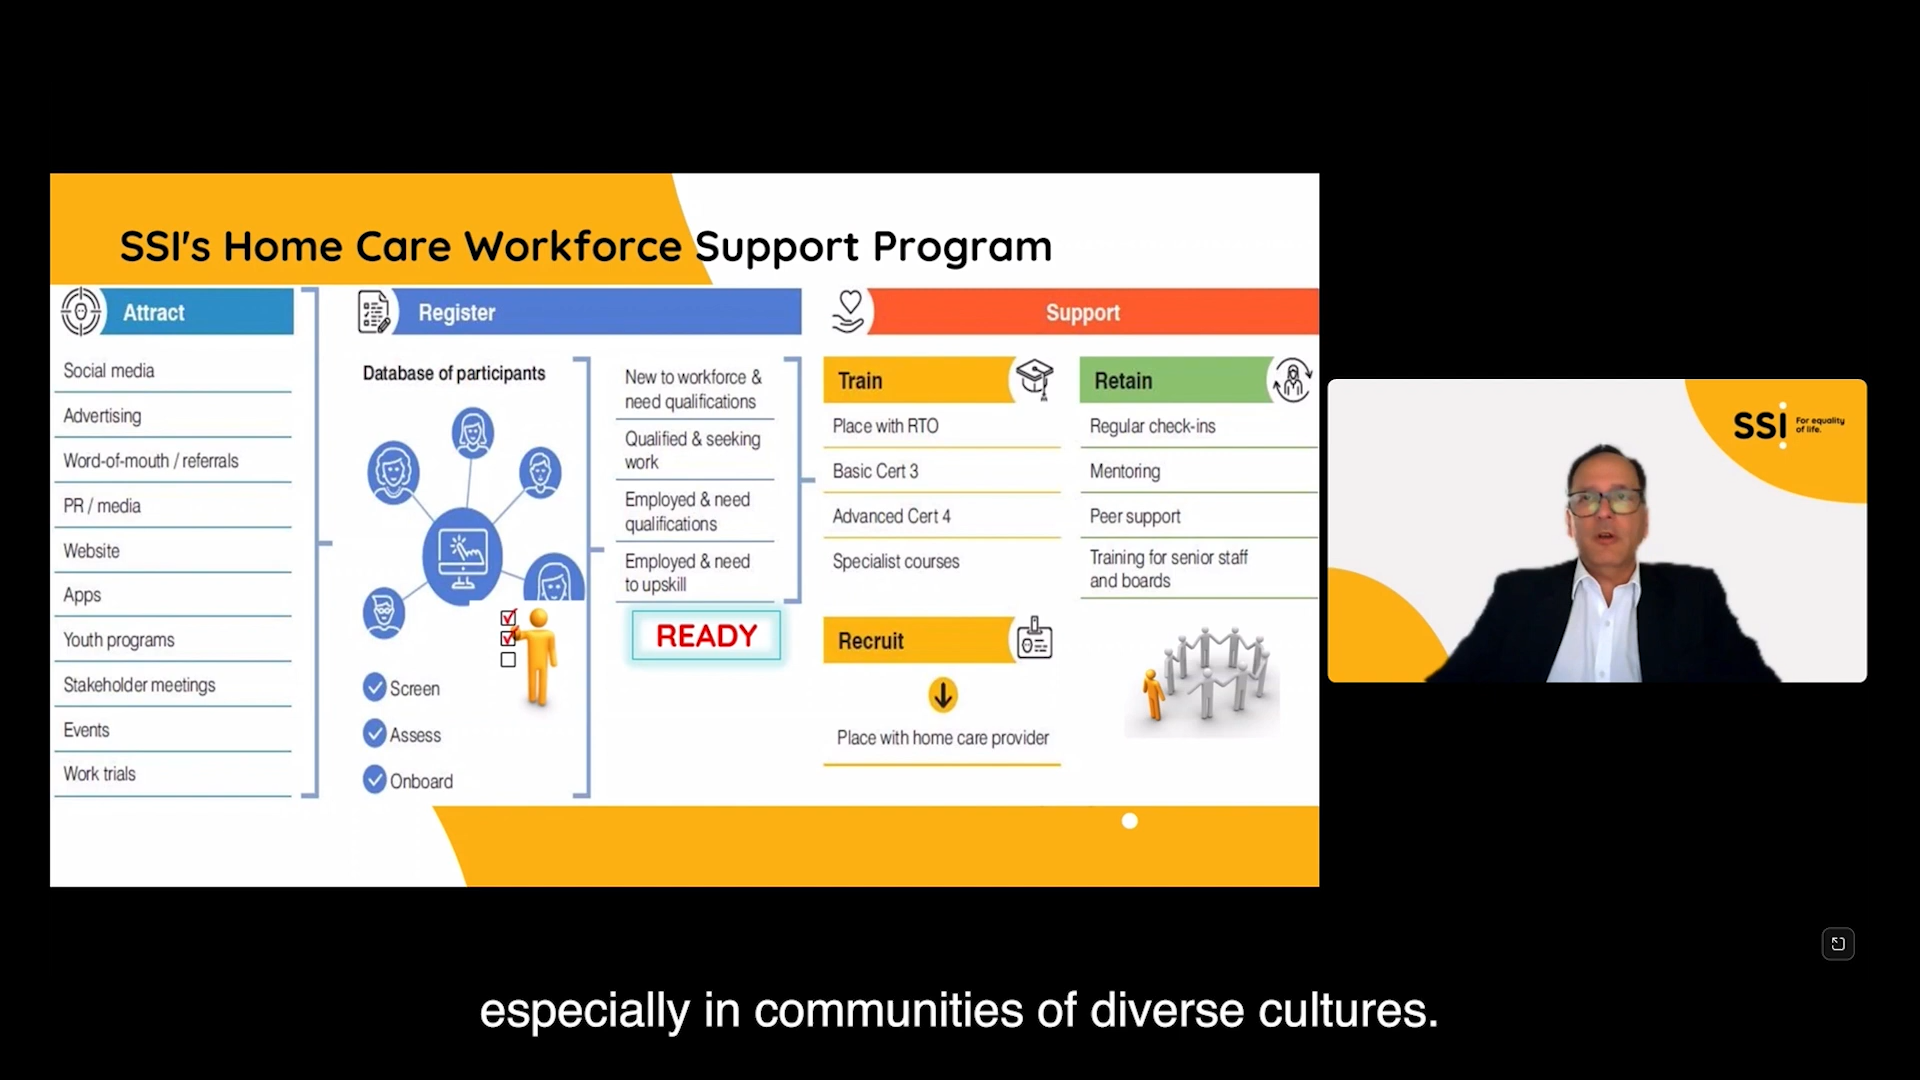 SSI's Home Care Workforce Support Program
Attract
Social media
Advertising
Word-of-mouth / referrals
PR / media
Website
Apps
Youth programs
Stakeholder meetings
Events
Work trials
Register
Database of participants
Screen
Assess
Onboard
New to workforce &
need qualifications
Qualified & seeking
work
Employed & need
qualifications
Employed & need
to upskill
READY
Support
Train
Place with RTO
Basic Cert 3
Advanced Cert 4
Specialist courses
Recruit
Place with home care provider
Retain
Regular check-ins
Mentoring
Peer support
Training for senior staff
and boards
SSI
For equality
of life.
especially in communities of diverse cultures.